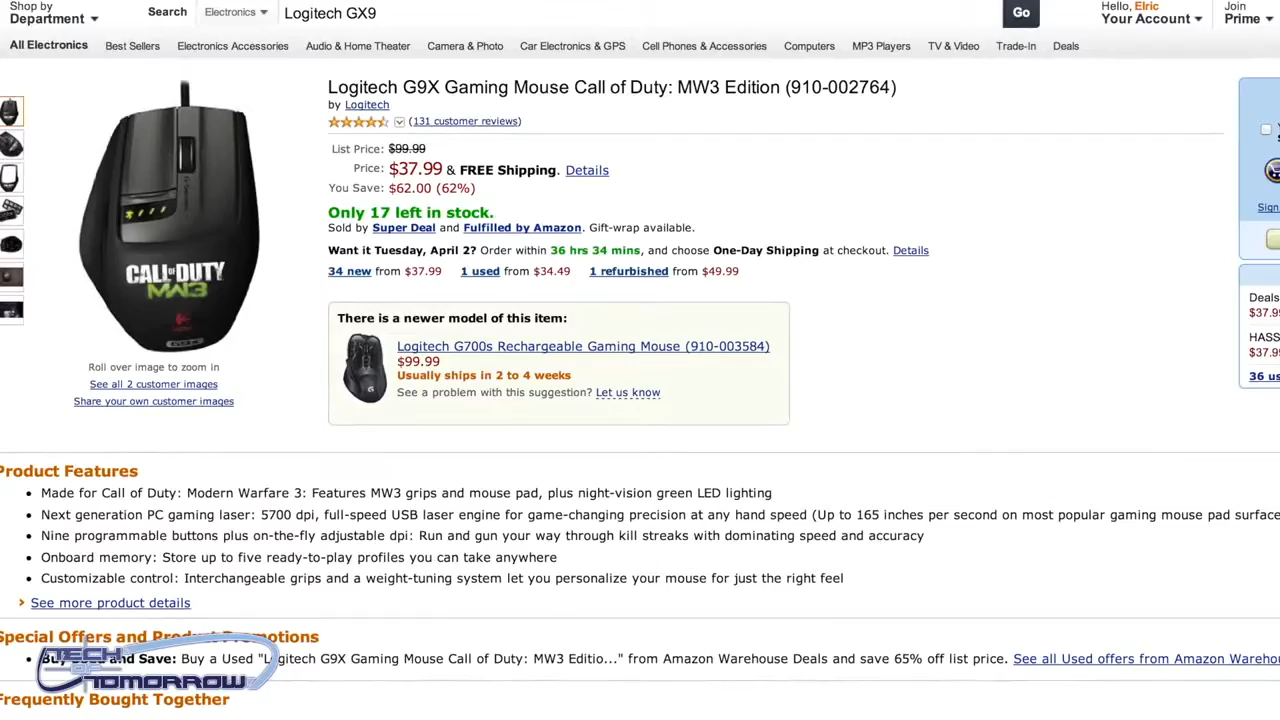 Shop by
Department
Search
Electronics
Logitech GX9
Go
Hello, Elric
Your Account
Join
Prime
All Electronics
Best Sellers
Electronics Accessories
Audio & Home Theater
Camera & Photo
Car Electronics & GPS
Cell Phones & Accessories
Computers
MP3 Players
TV & Video
Trade-In
Deals
Logitech G9X Gaming Mouse Call of Duty: MW3 Edition (910-002764)
by Logitech
(131 customer reviews)
List Price: $99.99
Price: $37.99 & FREE Shipping. Details
You Save: $62.00 (62%)
Only 17 left in stock.
Sold by Super Deal and Fulfilled by Amazon. Gift-wrap available.
Want it Tuesday, April 2? Order within 36 hrs 34 mins, and choose One-Day Shipping at checkout. Details
34 new from $37.99 1 used from $34.49 1 refurbished from $49.99
CALL OF DUTY
MW3
Logitech
Roll over image to zoom in
See all 2 customer images
Share your own customer images
There is a newer model of this item:
Logitech G700s Rechargeable Gaming Mouse (910-003584)
$99.99
Usually ships in 2 to 4 weeks
See a problem with this suggestion? Let us know
Sign
Deals
$37.9
HASS
$37.9
36 us
Product Features
Made for Call of Duty: Modern Warfare 3: Features MW3 grips and mouse pad, plus night-vision green LED lighting
Next generation PC gaming laser: 5700 dpi, full-speed USB laser engine for game-changing precision at any hand speed (Up to 165 inches per second on most popular gaming mouse pad surface
Nine programmable buttons plus on-the-fly adjustable dpi: Run and gun your way through kill streaks with dominating speed and accuracy
Onboard memory: Store up to five ready-to-play profiles you can take anywhere
Customizable control: Interchangeable grips and a weight-tuning system let you personalize your mouse for just the right feel
See more product details
Special Offers and Product Promotions
Buy Used and Save: Buy a Used "Logitech G9X Gaming Mouse Call of Duty: MW3 Editio..." from Amazon Warehouse Deals and save 65% off list price. See all Used offers from Amazon Wareho
TECH
OF
TOMORROW
Frequently Bought Together